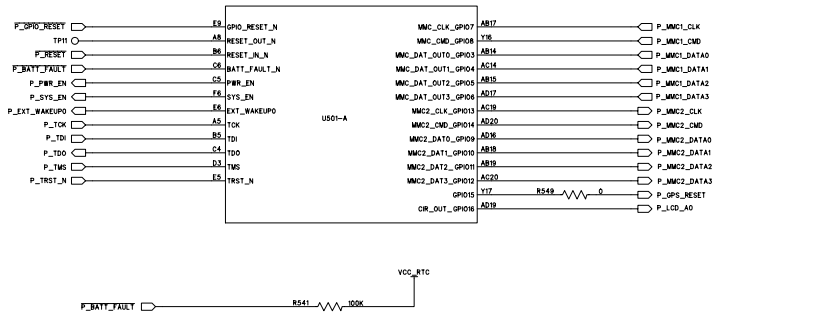 P_GPIO_RESET E9 GPIO_RESET_N MMC_CLK_GPIO7 AB17 P_MMC1_CLK
TP11 A8 RESET_OUT_N MMC_CMD_GPIO8 Y16 P_MMC1_CMD
P_RESET B6 RESET_IN_N MMC_DAT_OUT0_GPIO3 AB14 P_MMC1_DATA0
P_BATT_FAULT C6 BATT_FAULT_N MMC_DAT_OUT1_GPIO4 AC14 P_MMC1_DATA1
P_PWR_EN C5 PWR_EN MMC_DAT_OUT2_GPIO5 AB15 P_MMC1_DATA2
P_SYS_EN F6 SYS_EN MMC_DAT_OUT3_GPIO6 AD17 P_MMC1_DATA3
P_EXT_WAKEUP0 E6 EXT_WAKEUP0 MMC2_CLK_GPIO13 AC19 P_MMC2_CLK
U501-A
P_TCK A5 TCK MMC2_CMD_GPIO14 AD20 P_MMC2_CMD
P_TDI B5 TDI MMC2_DAT0_GPIO9 AD16 P_MMC2_DATA0
P_TDO C4 TDO MMC2_DAT1_GPIO10 AB18 P_MMC2_DATA1
P_TMS D3 TMS MMC2_DAT2_GPIO11 AB19 P_MMC2_DATA2
P_TRST_N E5 TRST_N MMC2_DAT3_GPIO12 AC20 P_MMC2_DATA3
GPIO15 Y17 R549 0 P_GPS_RESET
CIR_OUT_GPIO16 AD19 P_LCD_A0
VCC_RTC
P_BATT_FAULT R541 100K